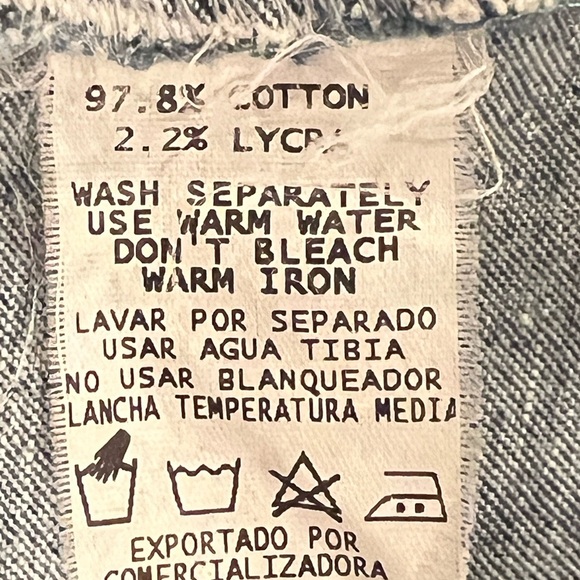 97.8% COTTON
2.2% LYCRA
WASH SEPARATELY
USE WARM WATER
DON'T BLEACH
WARM IRON
LAVAR POR SEPARADO
USAR AGUA TIBIA
NO USAR BLANQUEADOR
LANCHA TEMPERATURA MEDIA
EXPORTADO POR
COMERCIALIZADORA